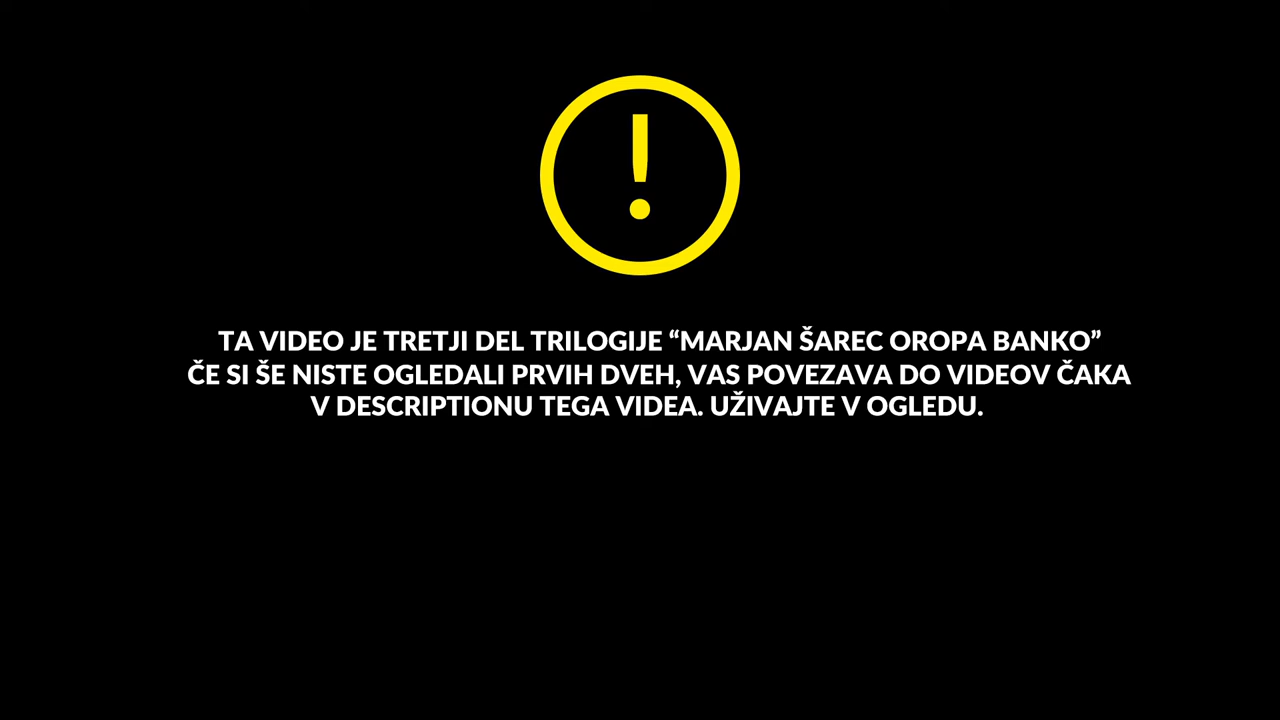 TA VIDEO JE TRETJI DEL TRILOGIJE “MARJAN ŠAREC OROPA BANKO”
ČE SI ŠE NISTE OGLEDALI PRVIH DVEH, VAS POVEZAVA DO VIDEOV ČAKA
V DESCRIPTIONU TEGA VIDEA. UŽIVAJTE V OGLEDU.